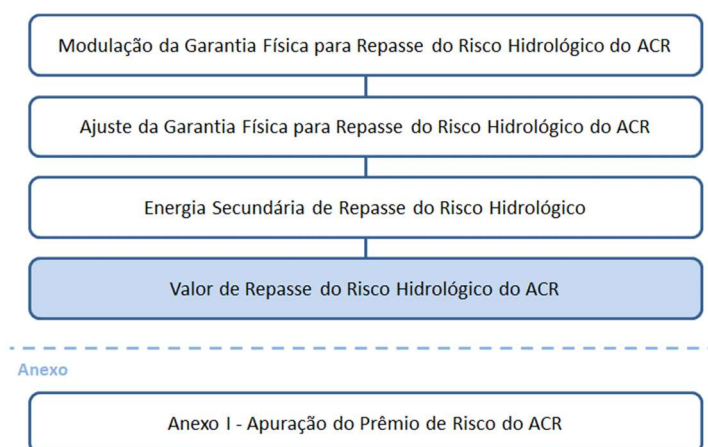 Modulação da Garantia Física para Repasse do Risco Hidrológico do ACR
Ajuste da Garantia Física para Repasse do Risco Hidrológico do ACR
Energia Secundária de Repasse do Risco Hidrológico
Valor de Repasse do Risco Hidrológico do ACR
Anexo
Anexo I - Apuração do Prêmio de Risco do ACR